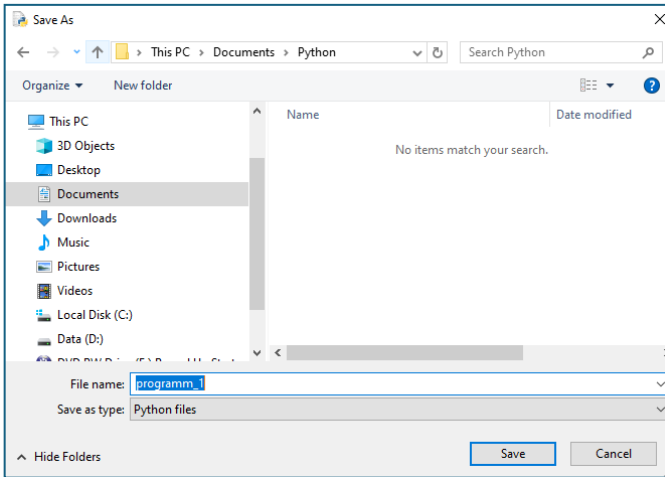 Save As
This PC > Documents > Python
Search Python
Organize
New folder
?
Name
Date modified
No items match your search.
This PC
3D Objects
Desktop
Documents
Downloads
Music
Pictures
Videos
Local Disk (C:)
Data (D:)
File name: programm_1
Save as type: Python files
Hide Folders
Save
Cancel